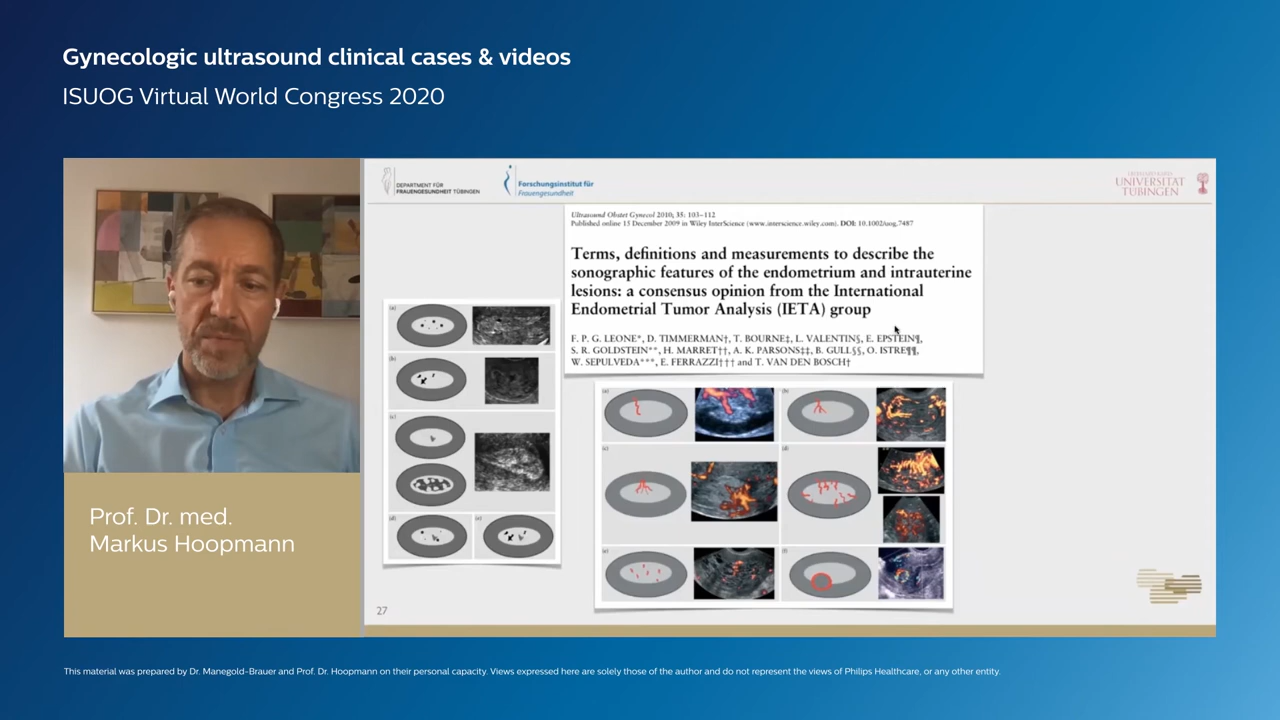 Gynecologic ultrasound clinical cases & videos
ISUOG Virtual World Congress 2020
DEPARTMENT FÜR
FRAUENGESUNDHEIT TÜBINGEN
Forschungsinstitut für
Frauengesundheit
UNIVERSITÄT
TÜBINGEN
Ultrasound Obstet Gynecol 2010; 35: 103–112
Published online 15 December 2009 in Wiley InterScience (www.interscience.wiley.com). DOI: 10.1002/uog.7487
Terms, definitions and measurements to describe the
sonographic features of the endometrium and intrauterine
lesions: a consensus opinion from the International
Endometrial Tumor Analysis (IETA) group
F. P. G. LEONE*, D. TIMMERMAN†, T. BOURNE‡, L. VALENTIN§, E. EPSTEIN¶,
S. R. GOLDSTEIN**, H. MARRET††, A. K. PARSONS‡‡, B. GULL§§, O. ISTRE¶¶,
W. SEPULVEDA***, E. FERRAZZI††† and T. VAN DEN BOSCH†
(a)
(b)
(c)
(d) (e)
(a) (b)
(c) (d)
(e) (f)
27
Prof. Dr. med.
Markus Hoopmann
This material was prepared by Dr. Manegold-Brauer and Prof. Dr. Hoopmann on their personal capacity. Views expressed here are solely those of the author and do not represent the views of Philips Healthcare, or any other entity.